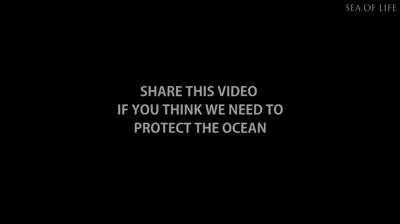 SEA OF LIFE
SHARE THIS VIDEO
IF YOU THINK WE NEED TO
PROTECT THE OCEAN